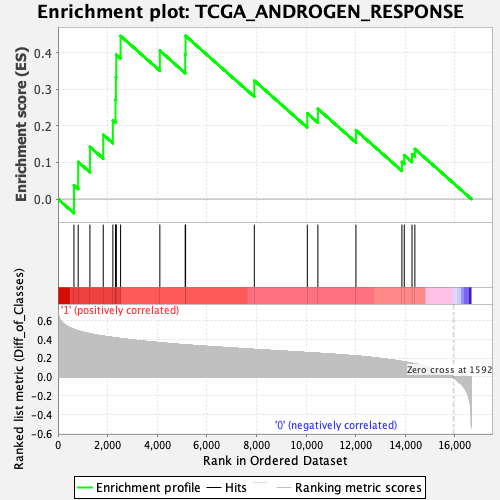 Enrichment plot: TCGA_ANDROGEN_RESPONSE
Enrichment score (ES)
0.4
0.3
0.2
0.1
0.0
'1' (positively correlated)
Ranked list metric (Diff_of_Classes)
0.6
0.4
0.2
0.0
-0.2
-0.4
-0.6
Zero cross at 1592
'0' (negatively correlated)
0
2,000
4,000
6,000
8,000
10,000
12,000
14,000
16,000
Rank in Ordered Dataset
Enrichment profile
Hits
Ranking metric scores